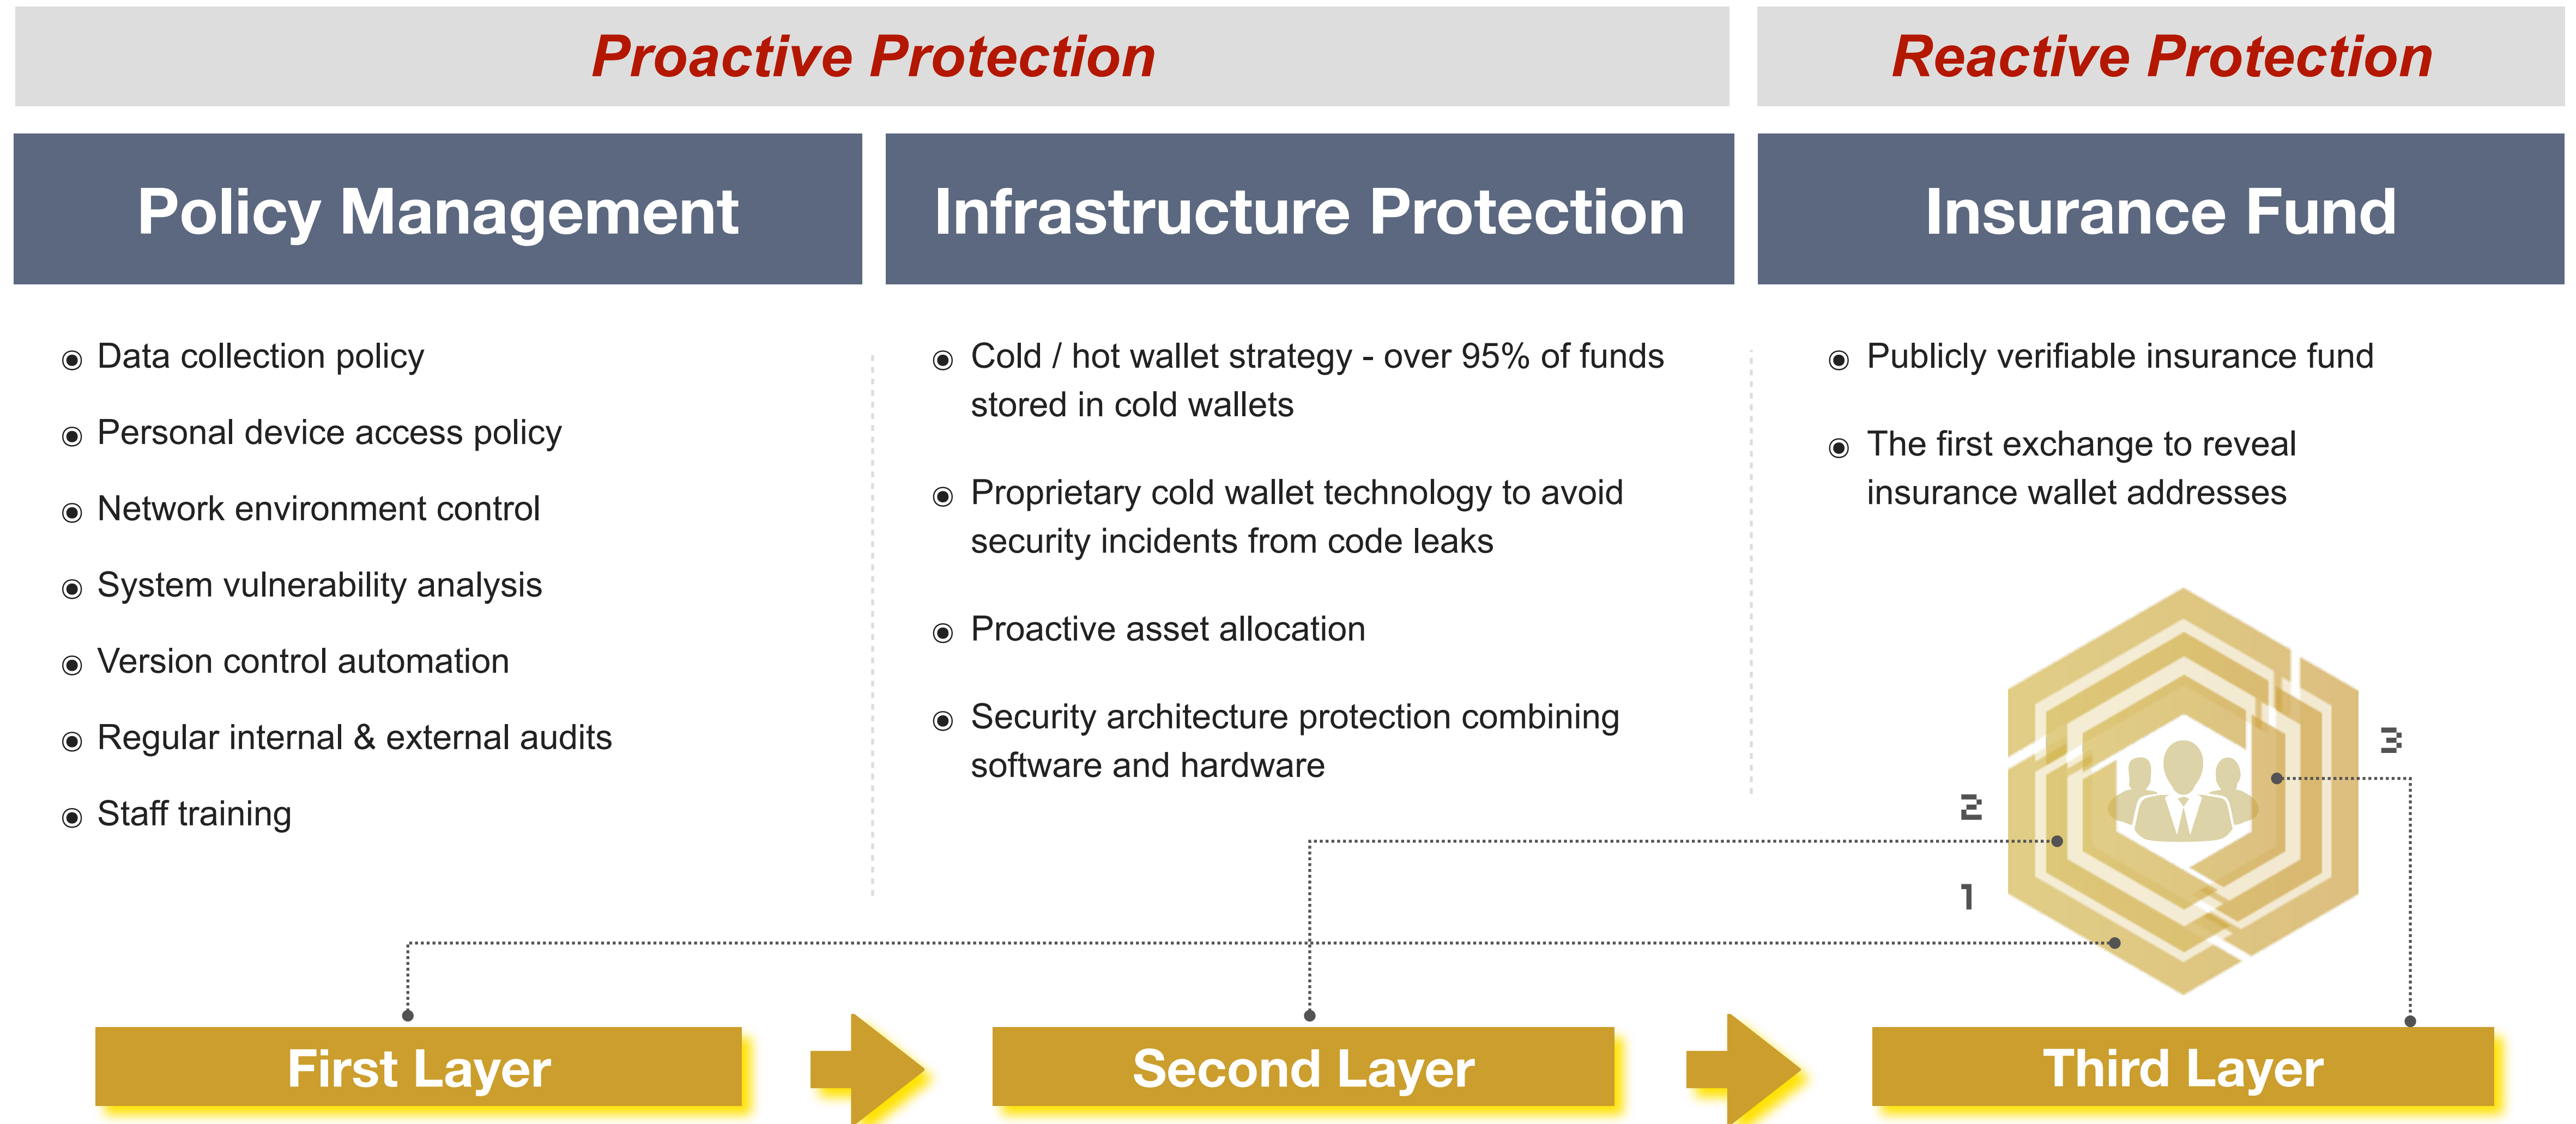 Proactive Protection
Reactive Protection
Policy Management
Infrastructure Protection
Insurance Fund
Data collection policy
Personal device access policy
Network environment control
System vulnerability analysis
Version control automation
Regular internal & external audits
Staff training
Cold / hot wallet strategy - over 95% of funds
stored in cold wallets
Proprietary cold wallet technology to avoid
security incidents from code leaks
Proactive asset allocation
Security architecture protection combining
software and hardware
Publicly verifiable insurance fund
The first exchange to reveal
insurance wallet addresses
3
2
1
First Layer
Second Layer
Third Layer